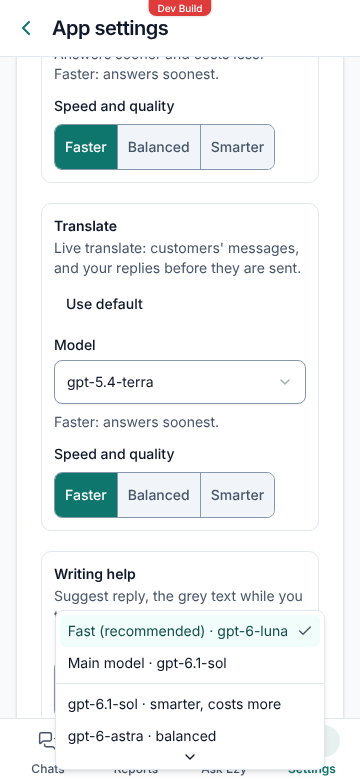 Dev Build
App settings
Faster: answers soonest.
Speed and quality
Faster Balanced Smarter
Translate
Live translate: customers' messages,
and your replies before they are sent.
Use default
Model
gpt-5.4-terra
Faster: answers soonest.
Speed and quality
Faster Balanced Smarter
Writing help
Suggest reply, the grey text while you
Fast (recommended) · gpt-6-luna
Main model · gpt-6.1-sol
gpt-6.1-sol · smarter, costs more
gpt-6-astra · balanced
Chats Reports Ask Ezy Settings